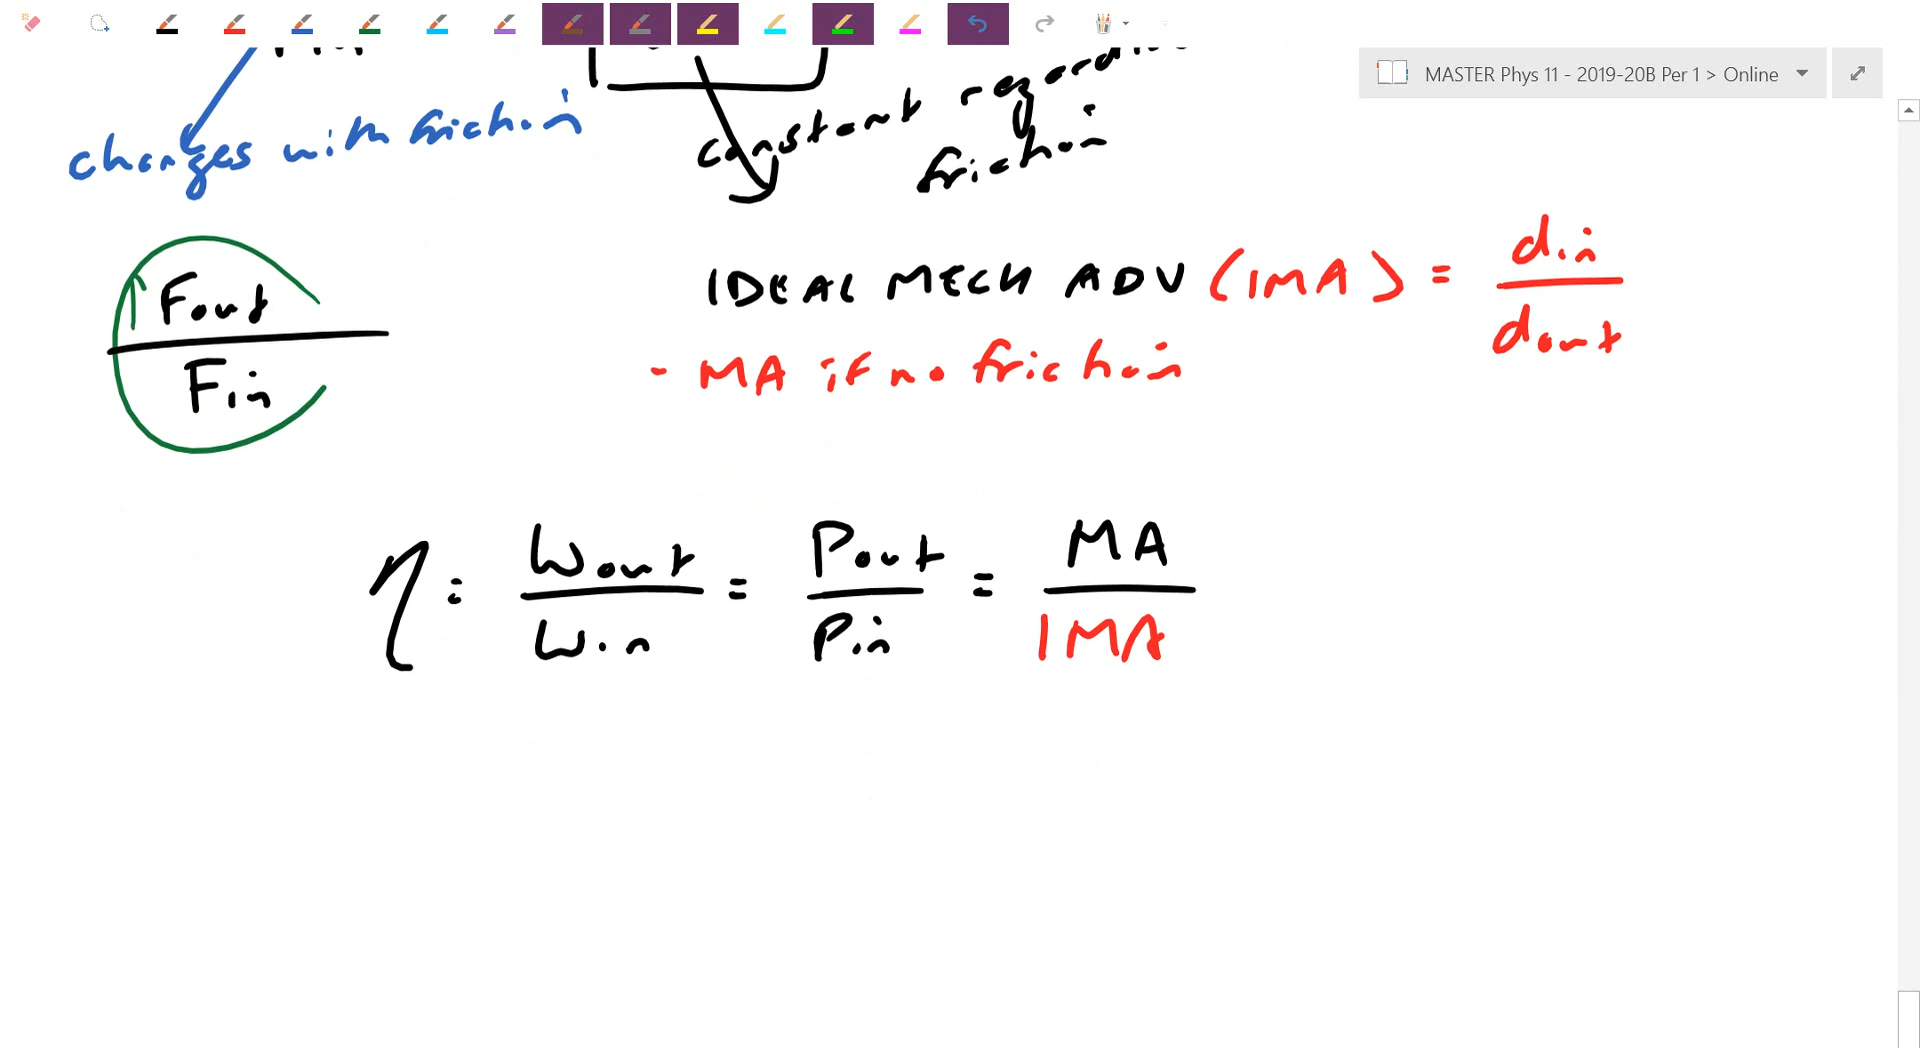 MASTER Phys 11 - 2019-20B Per 1 > Online
changes with friction
constant
friction
Fout
Fin
IDEAL MECH ADV (IMA) = din
dout
- MA if no friction
η = Wout = Pout = MA
Win Pin IMA